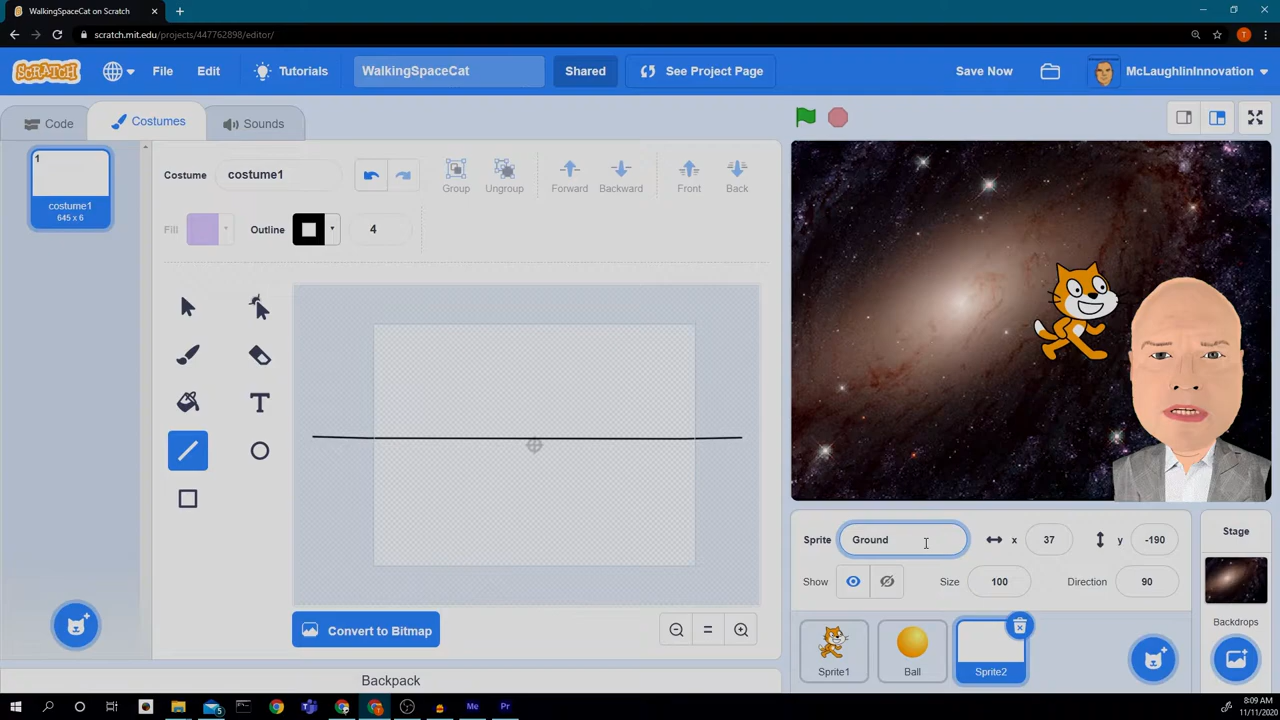 WalkingSpaceCat on Scratch
scratch.mit.edu/projects/447762898/editor/
T
SCRATCH
File
Edit
Tutorials
WalkingSpaceCat
Shared
See Project Page
Save Now
McLaughlinInnovation
Code
Costumes
Sounds
1
costume1
645 x 6
Costume
costume1
Group
Ungroup
Forward
Backward
Front
Back
Fill
Outline
4
T
Convert to Bitmap
Backpack
Sprite
Ground
x
37
y
-190
Show
Size
100
Direction
90
Sprite1
Ball
Sprite2
Stage
Backdrops
Me
Pr
8:09 AM
11/11/2020